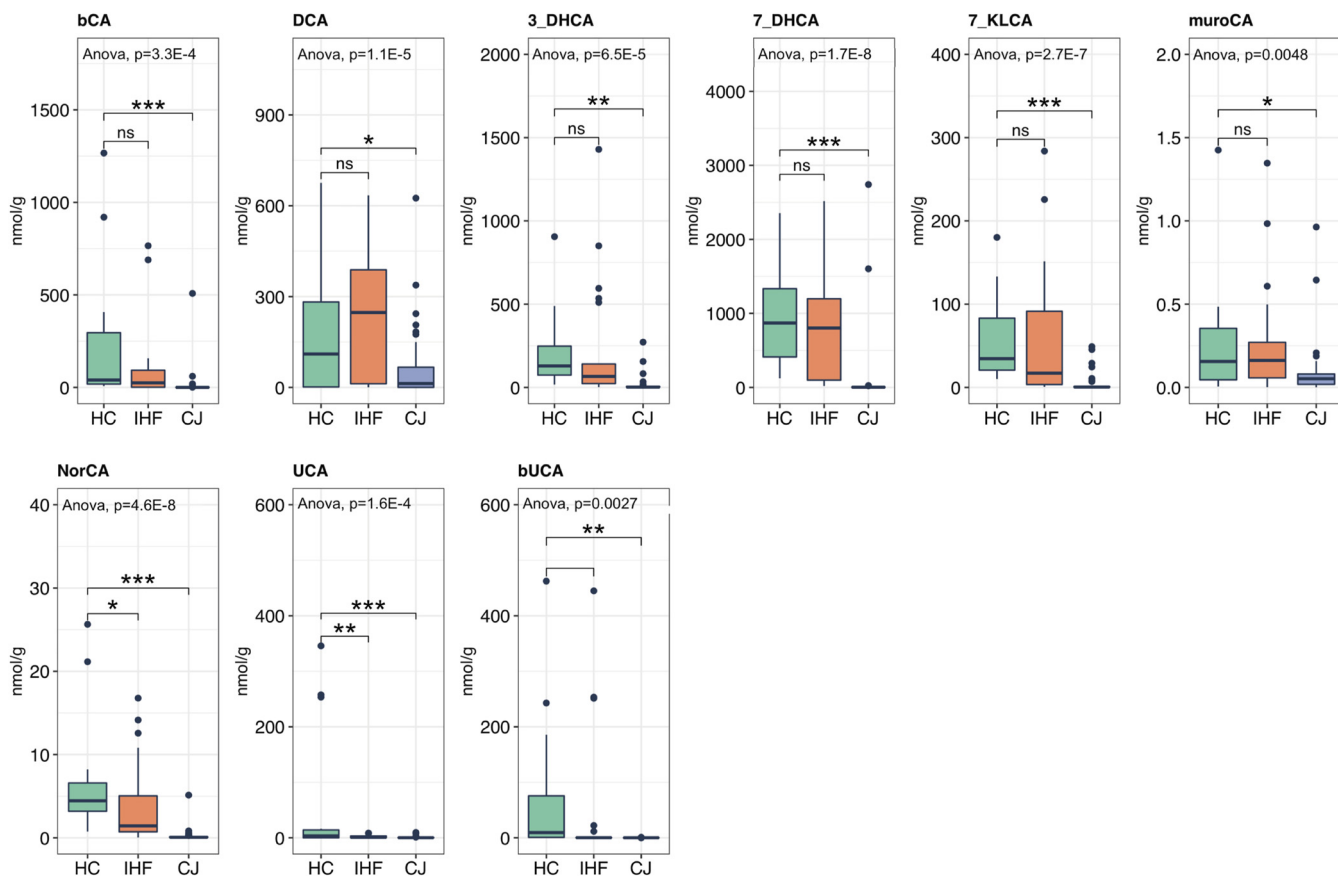 bCA
Anova, p=3.3E-4
***
ns
1500
1000
500
0
nmol/g
HC IHF CJ
DCA
Anova, p=1.1E-5
*
ns
900
600
300
0
nmol/g
HC IHF CJ
3_DHCA
Anova, p=6.5E-5
**
ns
2000
1500
1000
500
0
nmol/g
HC IHF CJ
7_DHCA
Anova, p=1.7E-8
***
ns
4000
3000
2000
1000
0
nmol/g
HC IHF CJ
7_KLCA
Anova, p=2.7E-7
***
ns
400
300
200
100
0
nmol/g
HC IHF CJ
muroCA
Anova, p=0.0048
*
ns
2.0
1.5
1.0
0.5
0.0
nmol/g
HC IHF CJ
NorCA
Anova, p=4.6E-8
***
*
40
30
20
10
0
nmol/g
HC IHF CJ
UCA
Anova, p=1.6E-4
***
**
600
400
200
0
nmol/g
HC IHF CJ
bUCA
Anova, p=0.0027
**
600
400
200
0
nmol/g
HC IHF CJ